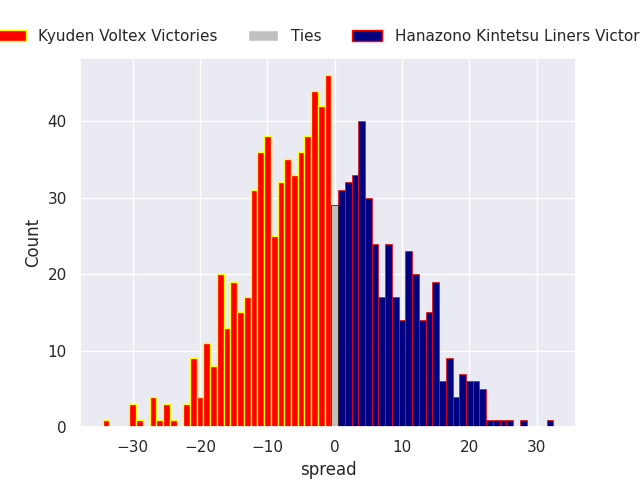 Kyuden Voltex Victories Ties Hanazono Kintetsu Liners Victor
40
30
20
10
0
Count
−30 −20 −10 0 10 20 30
spread